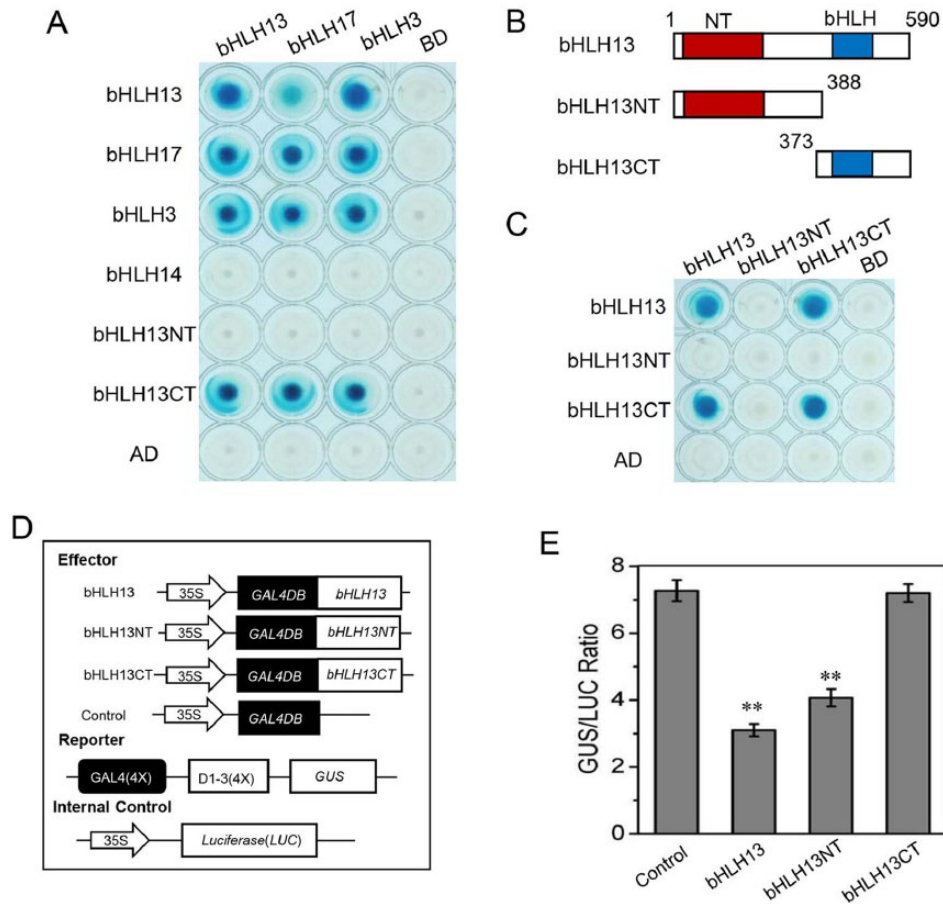 A
bHLH13 bHLH17 bHLH3 BD
bHLH13
bHLH17
bHLH3
bHLH14
bHLH13NT
bHLH13CT
AD
B
1 NT bHLH 590
bHLH13
388
bHLH13NT
373
bHLH13CT
C
bHLH13 bHLH13NT bHLH13CT BD
bHLH13
bHLH13NT
bHLH13CT
AD
D
Effector
bHLH13 35S GAL4DB bHLH13
bHLH13NT 35S GAL4DB bHLH13NT
bHLH13CT 35S GAL4DB bHLH13CT
Control 35S GAL4DB
Reporter
GAL4(4X) D1-3(4X) GUS
Internal Control
35S Luciferase(LUC)
E
GUS/LUC Ratio
8
6
4
2
0
** **
Control bHLH13 bHLH13NT bHLH13CT